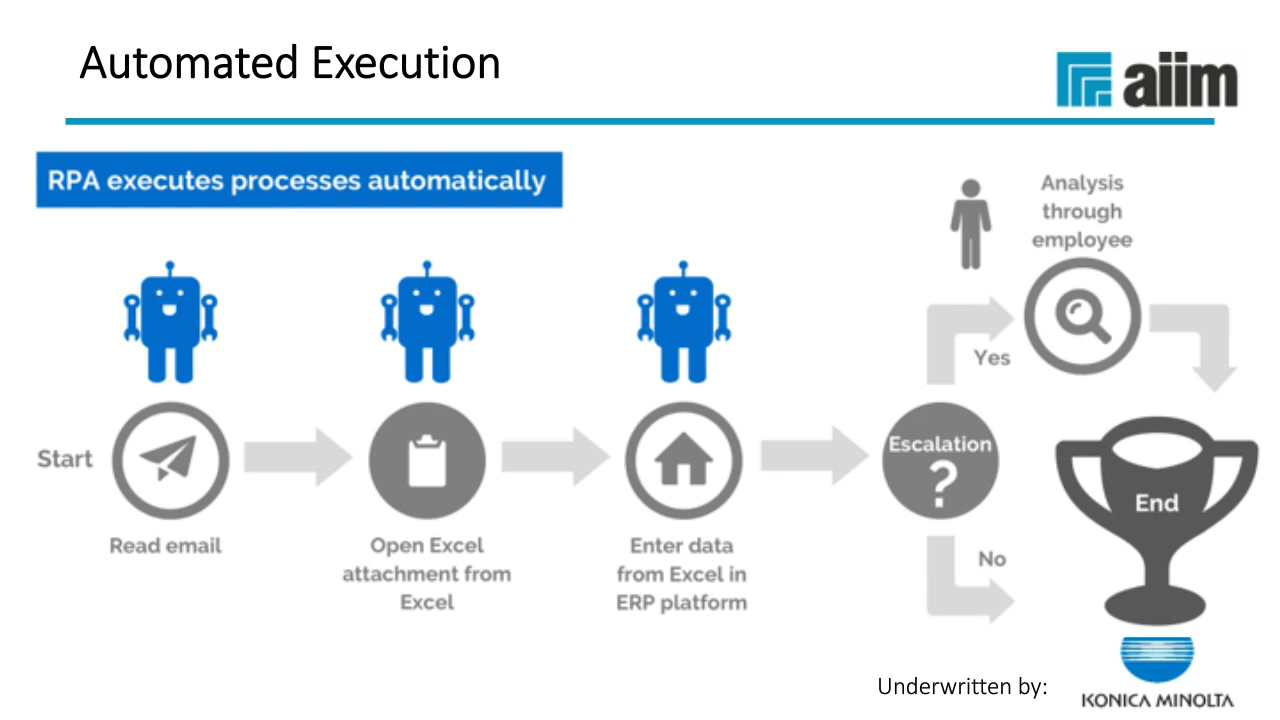 Automated Execution
aiim
RPA executes processes automatically
Analysis
through
employee
Yes
Start
Escalation
?
End
Read email
Open Excel
attachment from
Excel
Enter data
from Excel in
ERP platform
No
Underwritten by:
KONICA MINOLTA